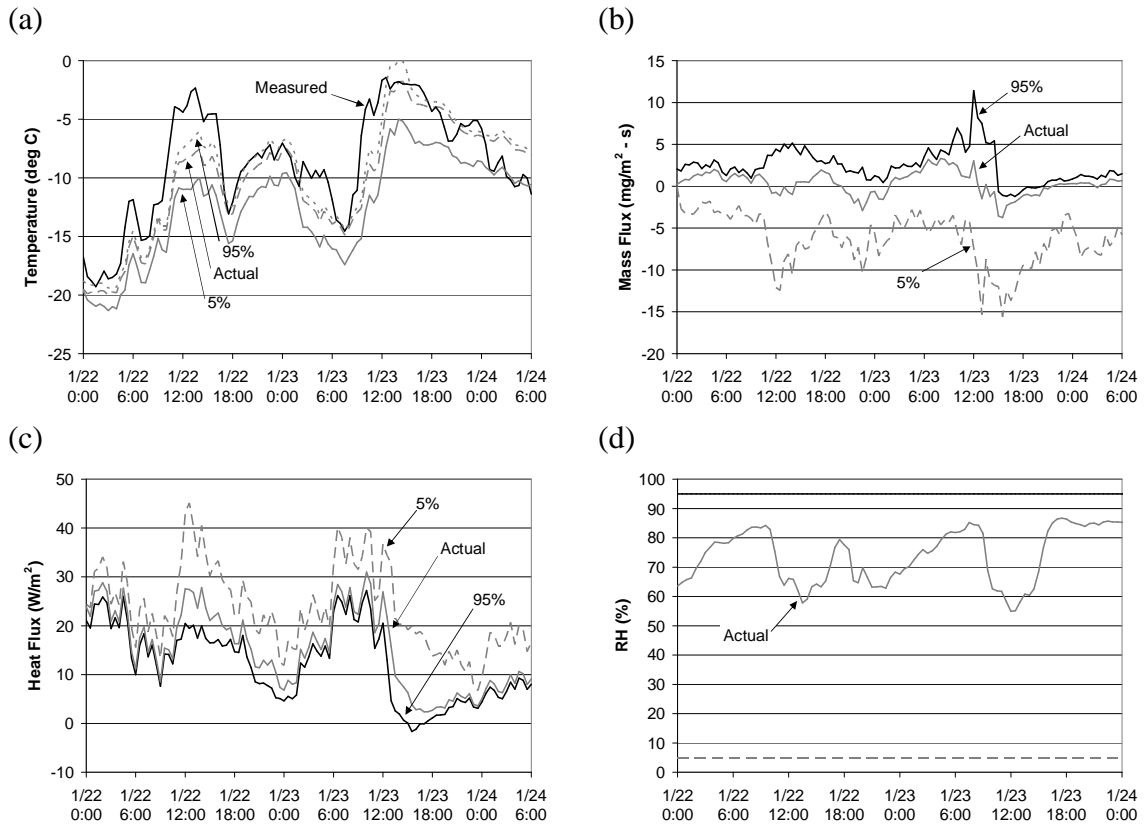 (a)
(b)
Temperature (deg C)
0
-5
-10
-15
-20
-25
Measured
95%
Actual
5%
1/22 1/22 1/22 1/22 1/23 1/23 1/23 1/23 1/24 1/24
0:00 6:00 12:00 18:00 0:00 6:00 12:00 18:00 0:00 6:00
Mass Flux (mg/m² - s)
15
10
5
0
-5
-10
-15
-20
95%
Actual
5%
1/22 1/22 1/22 1/22 1/23 1/23 1/23 1/23 1/24
0:00 6:00 12:00 18:00 0:00 6:00 12:00 18:00 0:00
(c)
(d)
Heat Flux (W/m²)
50
40
30
20
10
0
-10
5%
Actual
95%
1/22 1/22 1/22 1/22 1/23 1/23 1/23 1/23 1/24 1/24
0:00 6:00 12:00 18:00 0:00 6:00 12:00 18:00 0:00 6:00
RH (%)
100
90
80
70
60
50
40
30
20
10
0
Actual
1/22 1/22 1/22 1/22 1/23 1/23 1/23 1/23 1/24
0:00 6:00 12:00 18:00 0:00 6:00 12:00 18:00 0:00